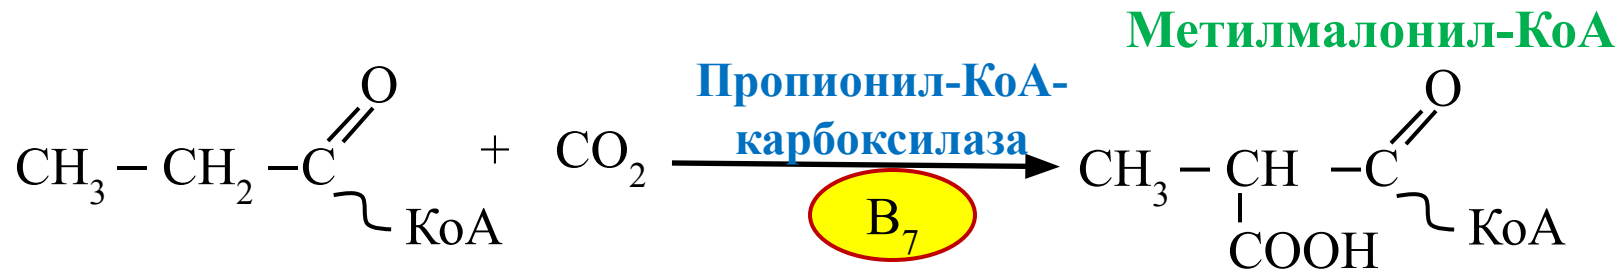 Метилмалонил-КоА
Пропионил-КоА-
карбоксилаза
O
O
CH₃ – CH₂ – C
+ CO₂
CH₃ – CH – C
КоА
B₇
COOH
КоА